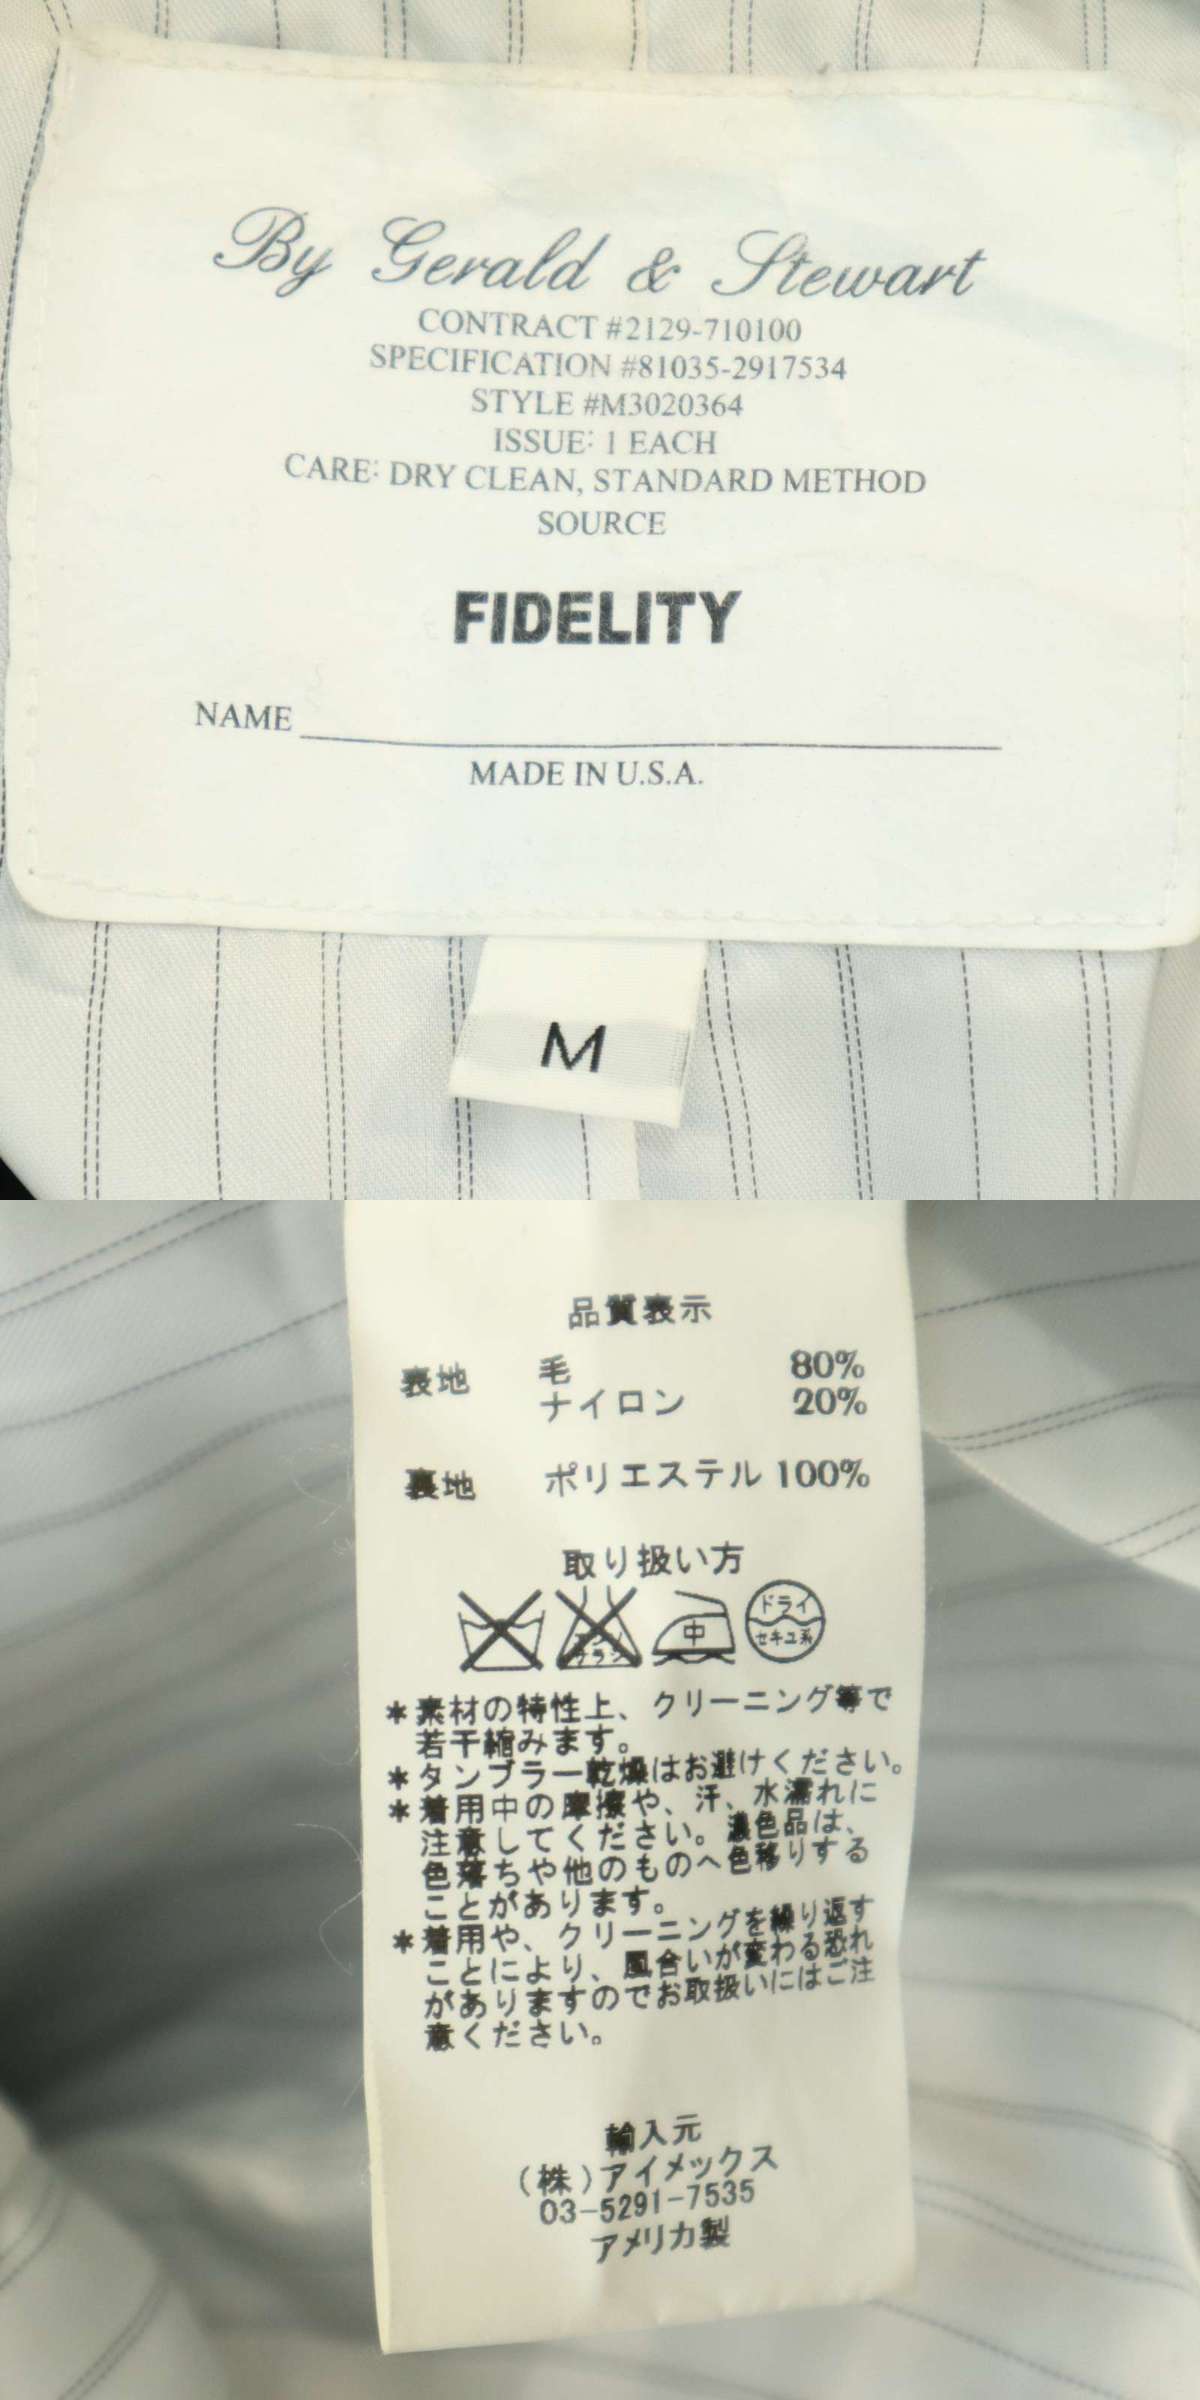 By Gerald & Stewart
CONTRACT #2129-710100
SPECIFICATION #81035-2917534
STYLE #M3020364
ISSUE: 1 EACH
CARE: DRY CLEAN, STANDARD METHOD
SOURCE
FIDELITY
NAME
MADE IN U.S.A.
M
品質表示
表地 毛 80%
ナイロン 20%
裏地 ポリエステル 100%
取り扱い方
中
ドライ
セキユ系
*素材の特性上、クリーニング等で
若干縮みます。
*タンブラー乾燥はお避けください。
*着用中の摩擦や、汗、水濡れに
注意してください。濃色品は、
色落ちや他のものへ色移りする
ことがあります。
*着用や、クリーニングを繰り返す
ことにより、風合いが変わる恐れ
がありますのでお取扱いにはご注
意ください。
輸入元
(株)アイメックス
03-5291-7535
アメリカ製